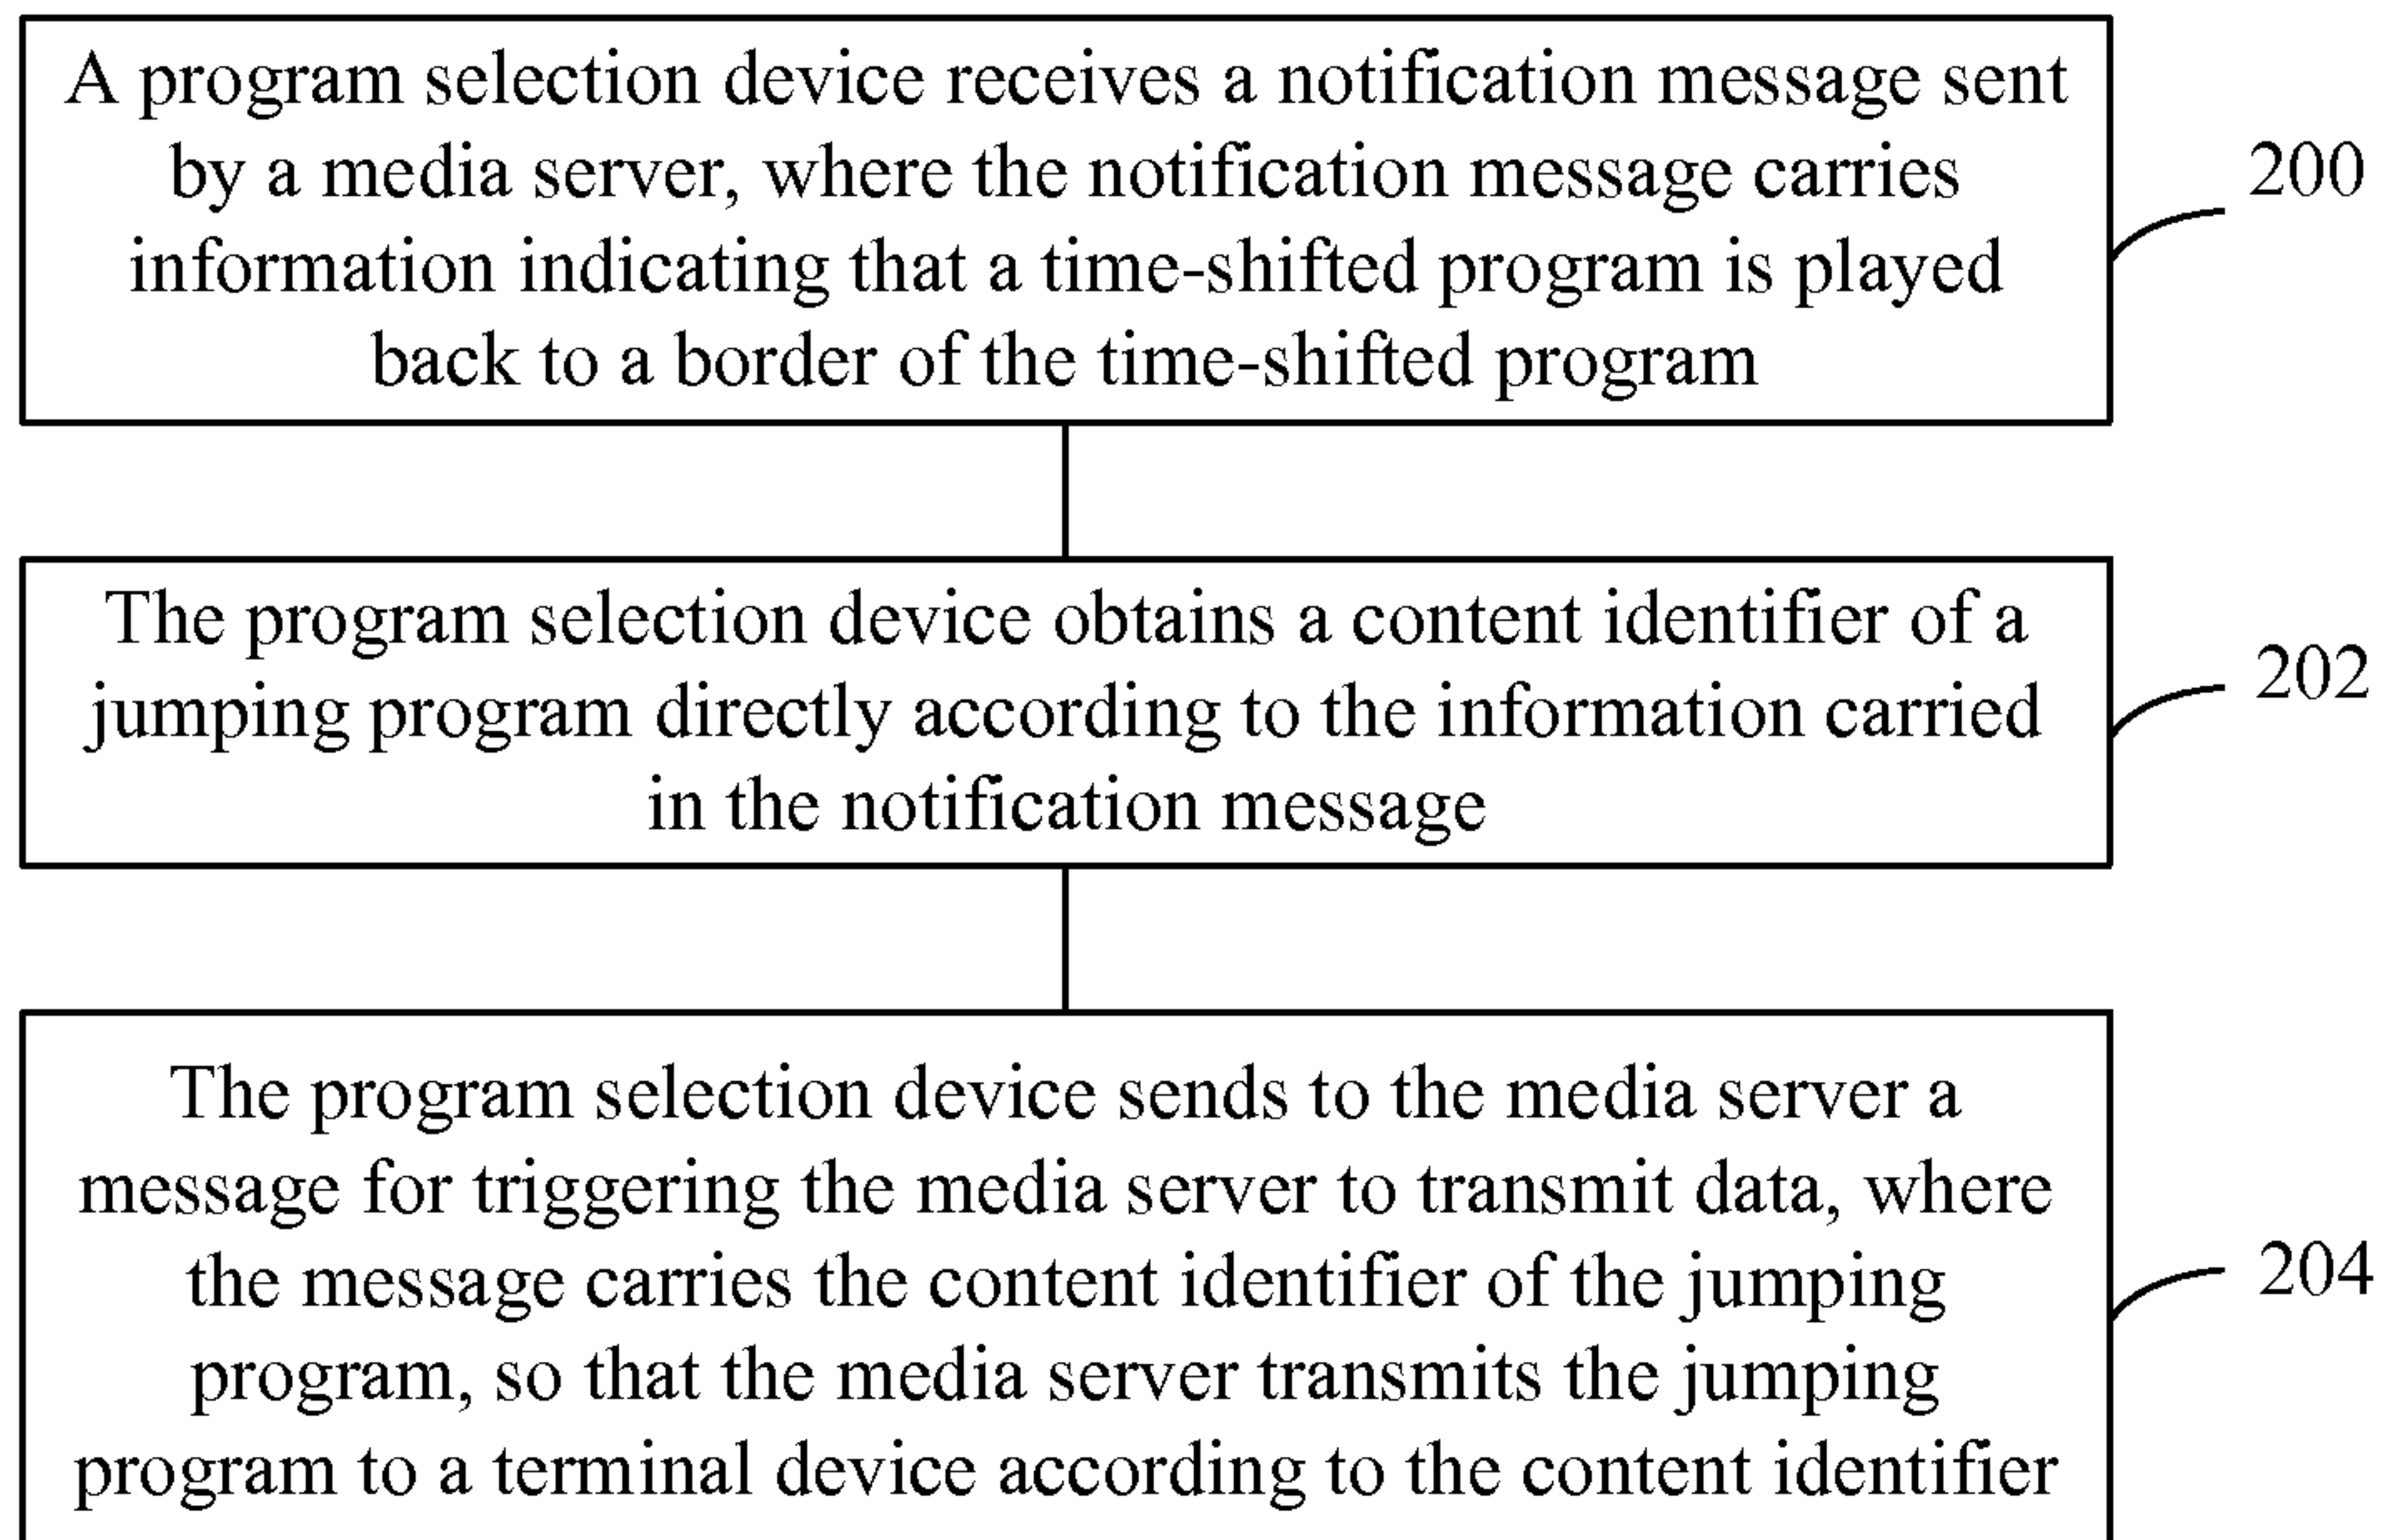 A program selection device receives a notification message sent
by a media server, where the notification message carries
information indicating that a time-shifted program is played
back to a border of the time-shifted program
200
The program selection device obtains a content identifier of a
jumping program directly according to the information carried
in the notification message
202
The program selection device sends to the media server a
message for triggering the media server to transmit data, where
the message carries the content identifier of the jumping
program, so that the media server transmits the jumping
program to a terminal device according to the content identifier
204